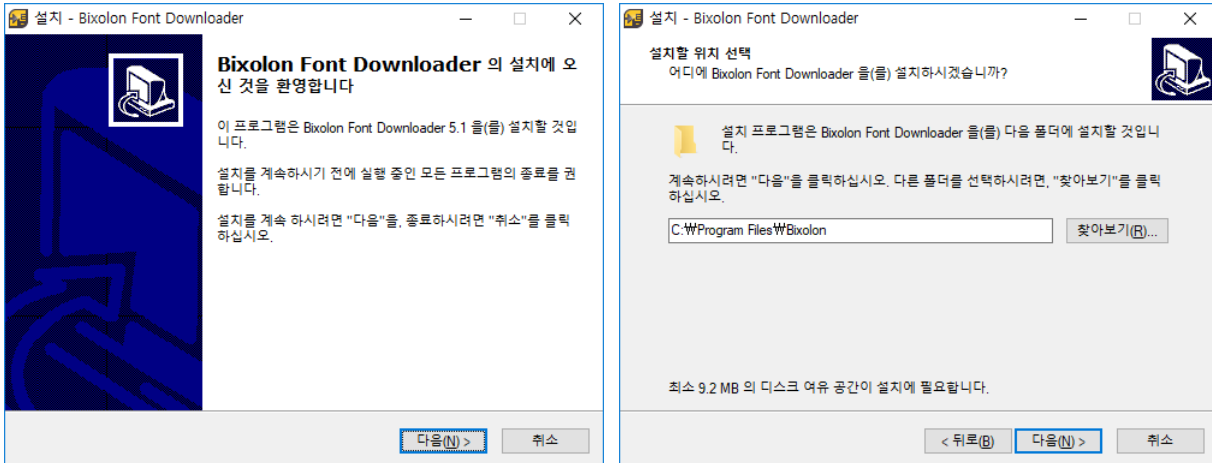 설치 - Bixolon Font Downloader
Bixolon Font Downloader 의 설치에 오
신 것을 환영합니다
이 프로그램은 Bixolon Font Downloader 5.1 을(를) 설치할 것입
니다.
설치를 계속하시기 전에 실행 중인 모든 프로그램의 종료를 권
합니다.
설치를 계속 하시려면 "다음"을, 종료하시려면 "취소"를 클릭
하십시오.
다음(N) >
취소
설치 - Bixolon Font Downloader
설치할 위치 선택
어디에 Bixolon Font Downloader 을(를) 설치하시겠습니까?
설치 프로그램은 Bixolon Font Downloader 을(를) 다음 폴더에 설치할 것입니
다.
계속하시려면 "다음"을 클릭하십시오. 다른 폴더를 선택하시려면, "찾아보기"를 클릭
하십시오.
C:₩Program Files₩Bixolon
찾아보기(R)...
최소 9.2 MB 의 디스크 여유 공간이 설치에 필요합니다.
< 뒤로(B)
다음(N) >
취소